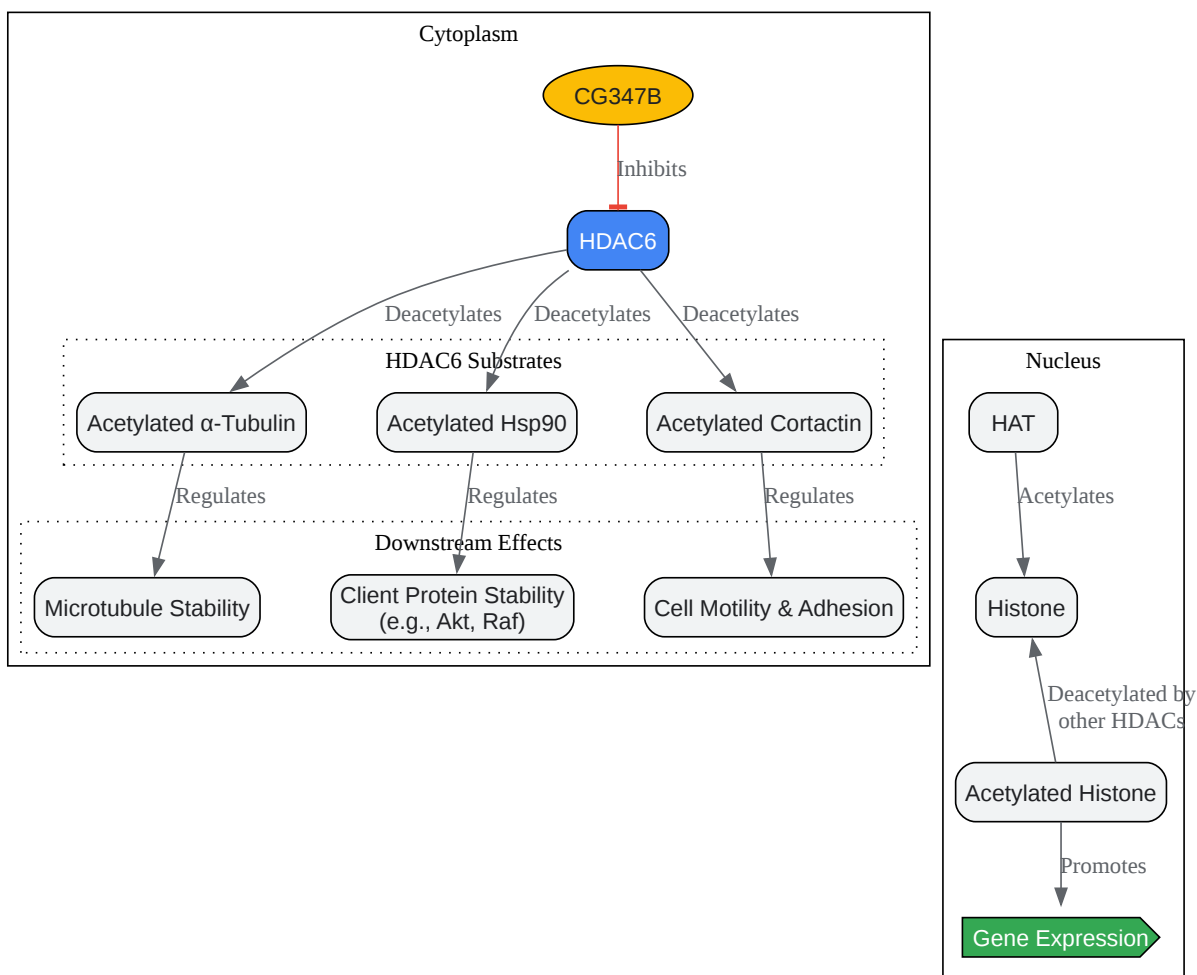 Cytoplasm
CG347B
Inhibits
HDAC6
Deacetylates
Deacetylates
Deacetylates
HDAC6 Substrates
Acetylated α-Tubulin
Acetylated Hsp90
Acetylated Cortactin
Regulates
Regulates
Regulates
Downstream Effects
Microtubule Stability
Client Protein Stability
(e.g., Akt, Raf)
Cell Motility & Adhesion
Nucleus
HAT
Acetylates
Histone
Deacetylated by
other HDACs
Acetylated Histone
Promotes
Gene Expression